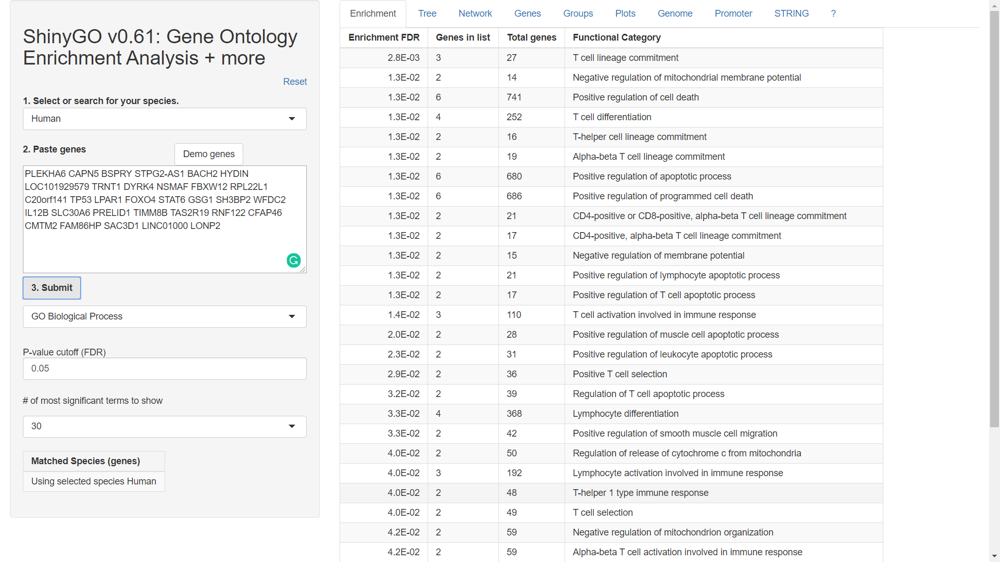 ShinyGO v0.61: Gene Ontology
Enrichment Analysis + more
Reset
1. Select or search for your species.
Human
2. Paste genes
Demo genes
PLEKHA6 CAPN5 BSPRY STPG2-AS1 BACH2 HYDIN
LOC101929579 TRNT1 DYRK4 NSMAF FBXW12 RPL22L1
C20orf141 TP53 LPAR1 FOXO4 STAT6 GSG1 SH3BP2 WFDC2
IL12B SLC30A6 PRELID1 TIMM8B TAS2R19 RNF122 CFAP46
CMTM2 FAM86HP SAC3D1 LINC01000 LONP2
3. Submit
GO Biological Process
P-value cutoff (FDR)
0.05
# of most significant terms to show
30
Matched Species (genes)
Using selected species Human
Enrichment Tree Network Genes Groups Plots Genome Promoter STRING ?
Enrichment FDR Genes in list Total genes Functional Category
2.8E-03 3 27 T cell lineage commitment
1.3E-02 2 14 Negative regulation of mitochondrial membrane potential
1.3E-02 6 741 Positive regulation of cell death
1.3E-02 4 252 T cell differentiation
1.3E-02 2 16 T-helper cell lineage commitment
1.3E-02 2 19 Alpha-beta T cell lineage commitment
1.3E-02 6 680 Positive regulation of apoptotic process
1.3E-02 6 686 Positive regulation of programmed cell death
1.3E-02 2 21 CD4-positive or CD8-positive, alpha-beta T cell lineage commitment
1.3E-02 2 17 CD4-positive, alpha-beta T cell lineage commitment
1.3E-02 2 15 Negative regulation of membrane potential
1.3E-02 2 21 Positive regulation of lymphocyte apoptotic process
1.3E-02 2 17 Positive regulation of T cell apoptotic process
1.4E-02 3 110 T cell activation involved in immune response
2.0E-02 2 28 Positive regulation of muscle cell apoptotic process
2.3E-02 2 31 Positive regulation of leukocyte apoptotic process
2.9E-02 2 36 Positive T cell selection
3.2E-02 2 39 Regulation of T cell apoptotic process
3.3E-02 4 368 Lymphocyte differentiation
3.3E-02 2 42 Positive regulation of smooth muscle cell migration
4.0E-02 2 50 Regulation of release of cytochrome c from mitochondria
4.0E-02 3 192 Lymphocyte activation involved in immune response
4.0E-02 2 48 T-helper 1 type immune response
4.0E-02 2 49 T cell selection
4.2E-02 2 59 Negative regulation of mitochondrion organization
4.2E-02 2 59 Alpha-beta T cell activation involved in immune response